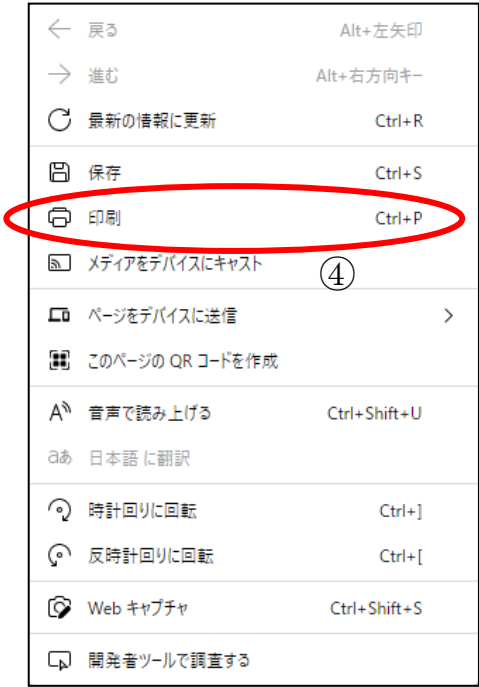 戻る Alt+左矢印
進む Alt+右方向キー
最新の情報に更新 Ctrl+R
保存 Ctrl+S
印刷 Ctrl+P
メディアをデバイスにキャスト
④
ページをデバイスに送信
このページの QR コードを作成
A 音声で読み上げる Ctrl+Shift+U
aあ 日本語 に翻訳
時計回りに回転 Ctrl+]
反時計回りに回転 Ctrl+[
Web キャプチャ Ctrl+Shift+S
開発者ツールで調査する